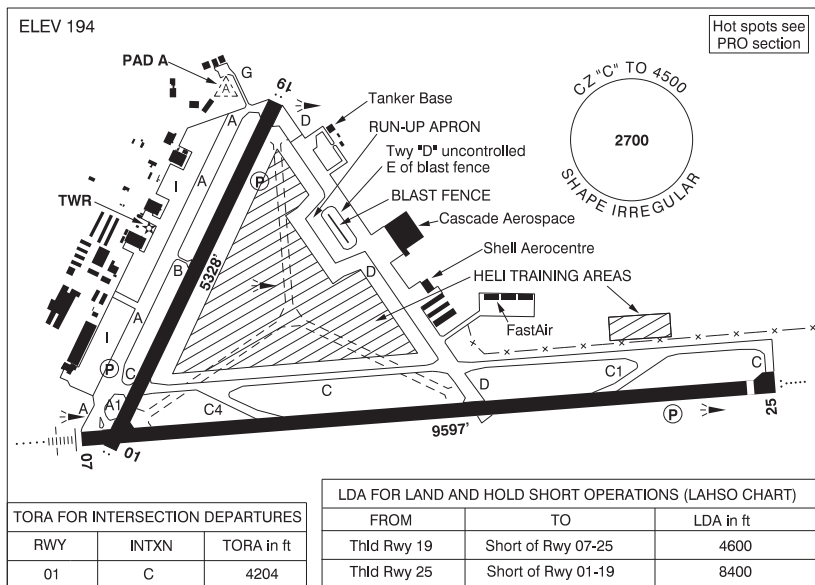 ELEV 194
Hot spots see
PRO section
PAD A
A
G
19
D
CZ "C" TO 4500
2700
SHAPE IRREGULAR
Tanker Base
RUN-UP APRON
Twy "D" uncontrolled
E of blast fence
BLAST FENCE
Cascade Aerospace
Shell Aerocentre
HELI TRAINING AREAS
FastAir
A
I
A
P
TWR
B
5328'
D
A
I
P
C
A
A1
C4
C
D
C1
C
07
01
9597'
P
25
TORA FOR INTERSECTION DEPARTURES
RWY INTXN TORA in ft
01 C 4204
LDA FOR LAND AND HOLD SHORT OPERATIONS (LAHSO CHART)
FROM TO LDA in ft
Thld Rwy 19 Short of Rwy 07-25 4600
Thld Rwy 25 Short of Rwy 01-19 8400